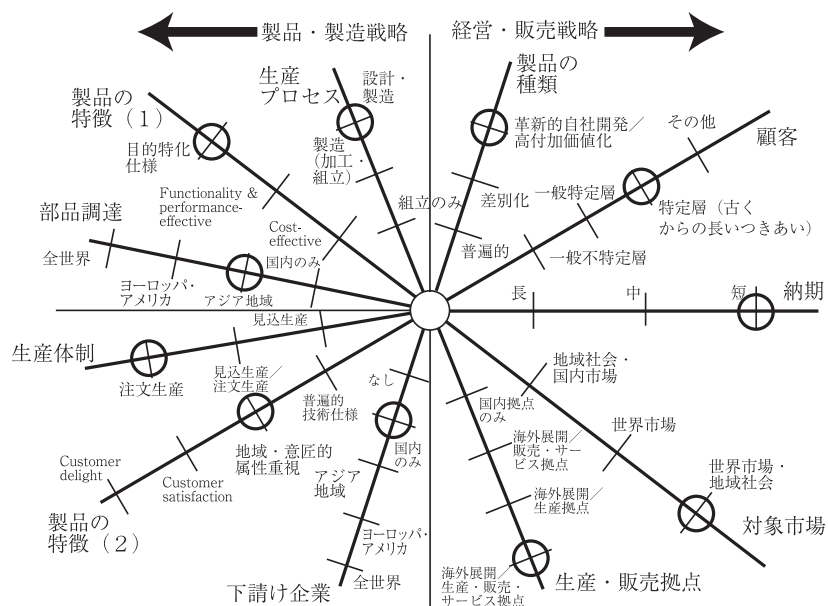 製品・製造戦略
経営・販売戦略
生産
プロセス
設計・
製造
製造
（加工・
組立）
組立のみ
製品の
種類
革新的自社開発／
高付加価値化
差別化
普遍的
製品の
特徴（1）
目的特化
仕様
Functionality &
performance-
effective
Cost-
effective
顧客
その他
特定層（古く
からの長いつきあい）
一般特定層
一般不特定層
部品調達
全世界
ヨーロッパ・
アメリカ
アジア地域
国内のみ
納期
長
中
短
生産体制
注文生産
見込生産／
注文生産
見込生産
製品の
特徴（2）
Customer
delight
Customer
satisfaction
地域・意匠的
属性重視
普遍的
技術仕様
下請け企業
なし
国内
のみ
アジア
地域
ヨーロッパ・
アメリカ
全世界
生産・販売拠点
国内拠点
のみ
海外展開／
販売・サー
ビス拠点
海外展開／
生産拠点
海外展開／
生産・販売・
サービス拠点
対象市場
地域社会・
国内市場
世界市場
世界市場・
地域社会